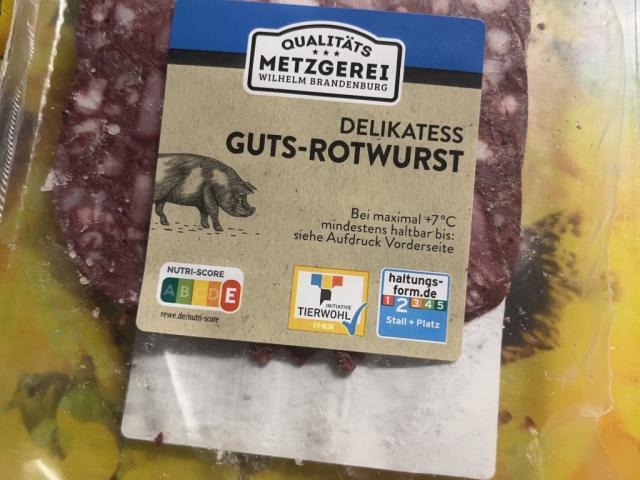 QUALITÄTS
METZGEREI
WILHELM BRANDENBURG
DELIKATESS
GUTS-ROTWURST
Bei maximal +7°C
mindestens haltbar bis:
siehe Aufdruck Vorderseite
NUTRI-SCORE
A B C D E
rewe.de/nutri-score
INITIATIVE
TIERWOHL
haltungs-
form.de
1 2 3 4 5
Stall + Platz